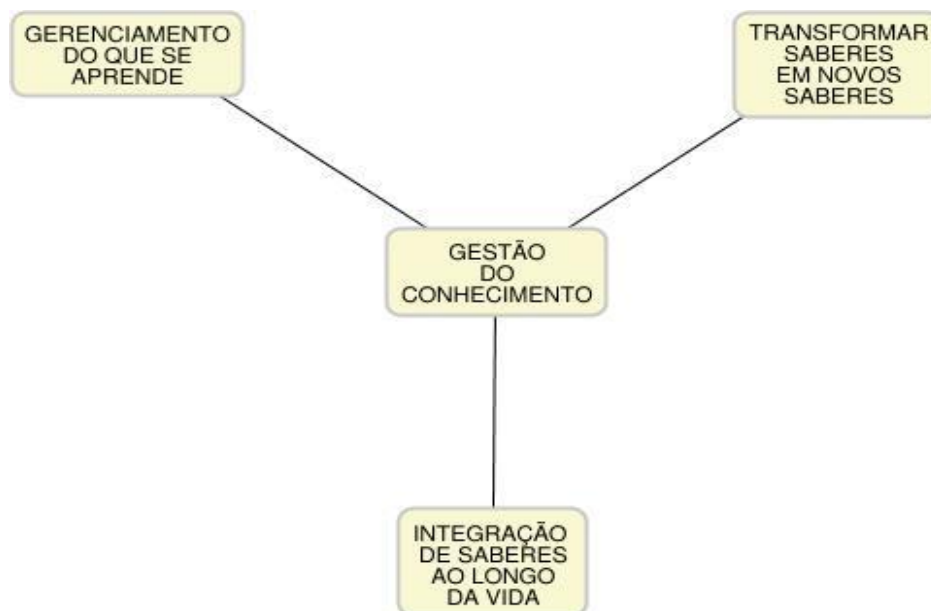 GERENCIAMENTO
DO QUE SE
APRENDE
TRANSFORMAR
SABERES
EM NOVOS
SABERES
GESTÃO
DO
CONHECIMENTO
INTEGRAÇÃO
DE SABERES
AO LONGO
DA VIDA